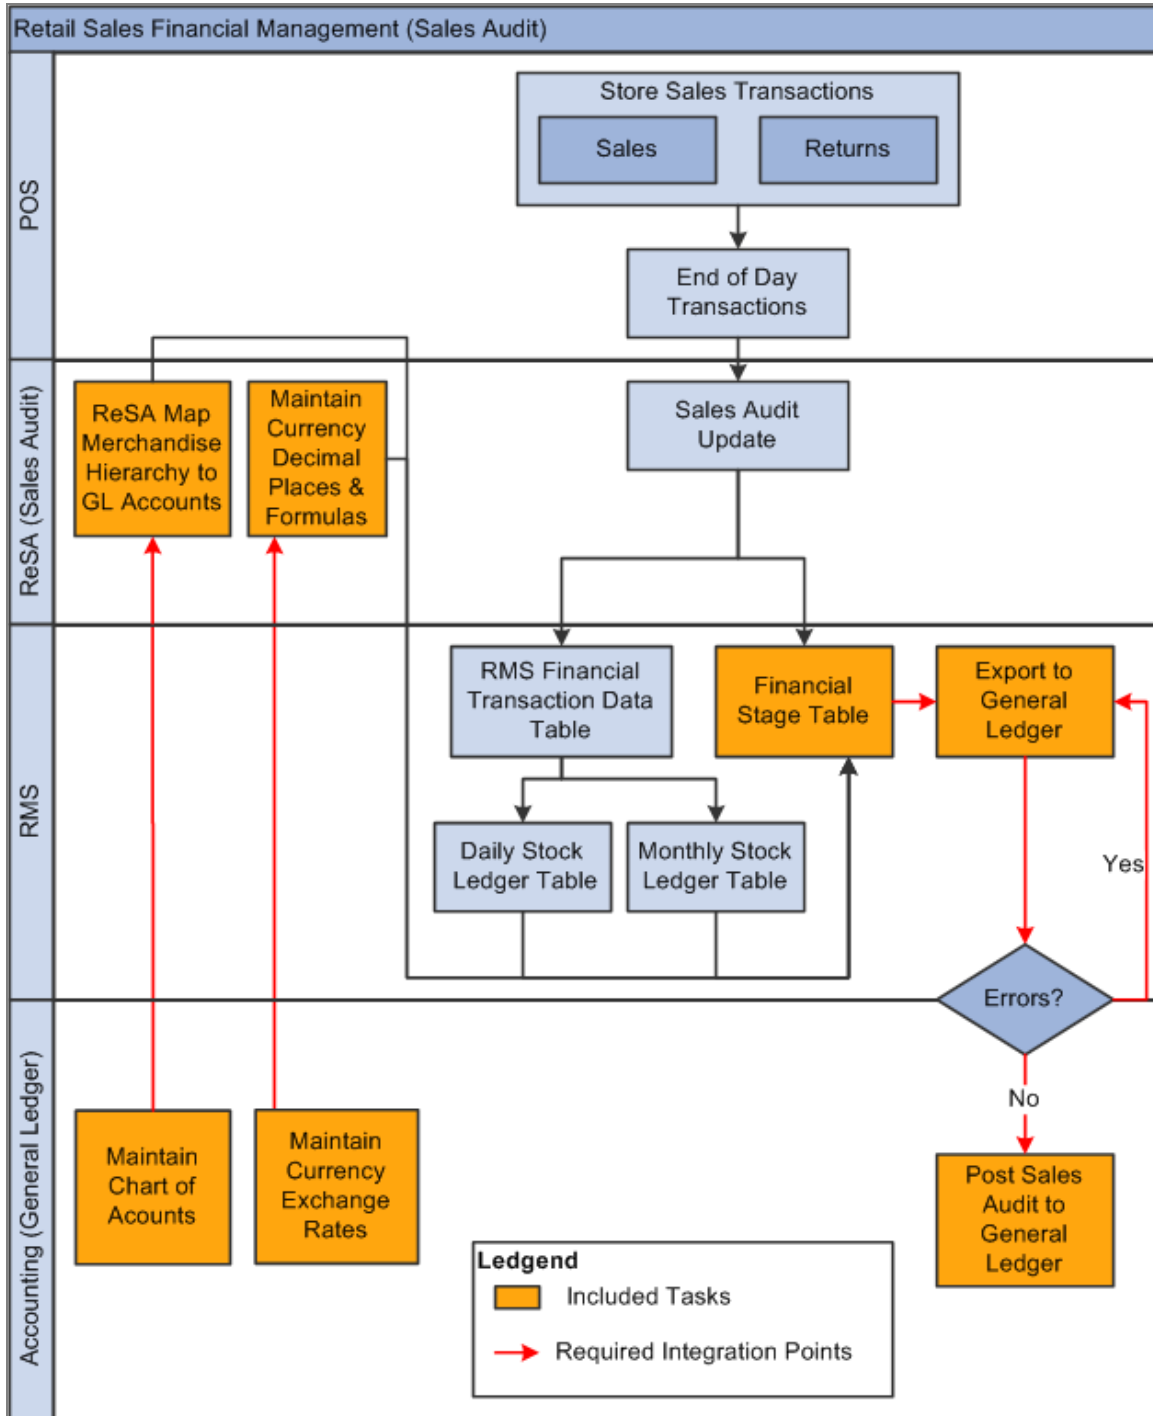 Retail Sales Financial Management (Sales Audit)
POS
Store Sales Transactions
Sales
Returns
End of Day
Transactions
ReSA (Sales Audit)
ReSA Map
Merchandise
Hierarchy to
GL Accounts
Maintain
Currency
Decimal
Places &
Formulas
Sales Audit
Update
RMS
RMS Financial
Transaction Data
Table
Financial
Stage Table
Export to
General
Ledger
Daily Stock
Ledger Table
Monthly Stock
Ledger Table
Yes
Errors?
Accounting (General Ledger)
Maintain
Chart of
Acounts
Maintain
Currency
Exchange
Rates
No
Post Sales
Audit to
General
Ledger
Ledgend
Included Tasks
Required Integration Points